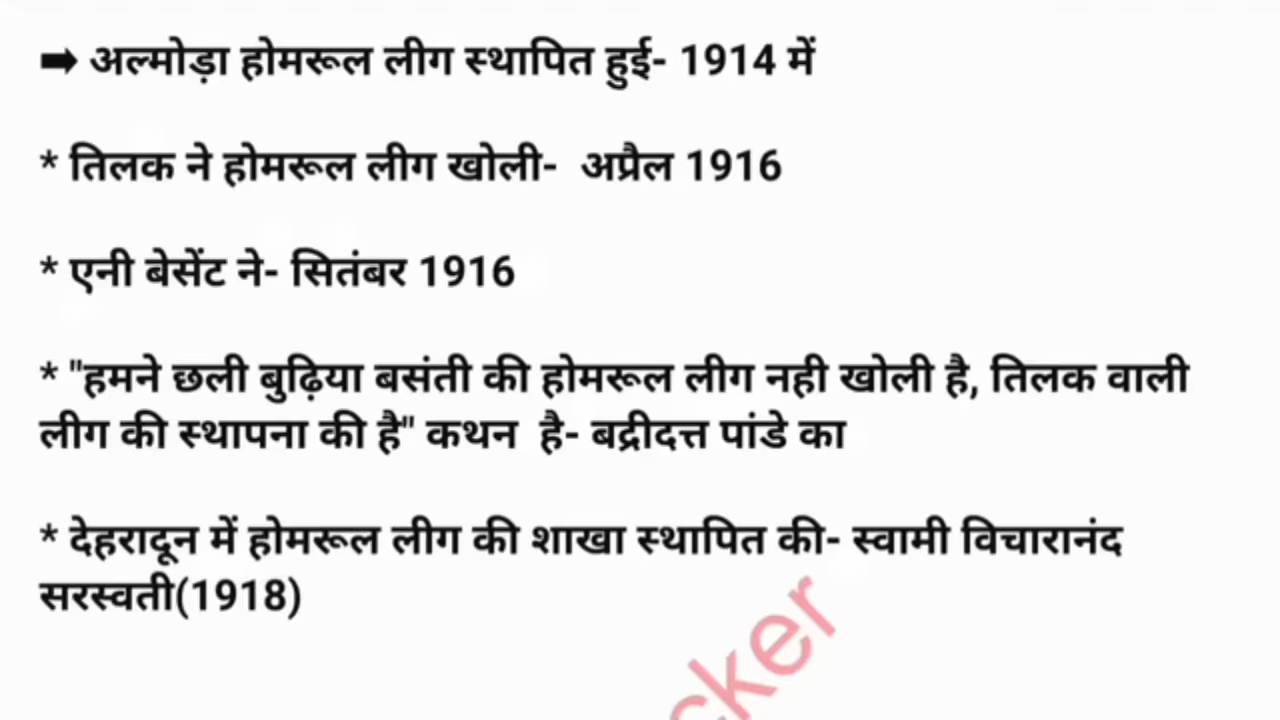 ➡ अल्मोड़ा होमरूल लीग स्थापित हुई- 1914 में
* तिलक ने होमरूल लीग खोली- अप्रैल 1916
* एनी बेसेंट ने- सितंबर 1916
* "हमने छली बुढ़िया बसंती की होमरूल लीग नही खोली है, तिलक वाली
लीग की स्थापना की है" कथन है- बद्रीदत्त पांडे का
* देहरादून में होमरूल लीग की शाखा स्थापित की- स्वामी विचारानंद
सरस्वती(1918)
cker